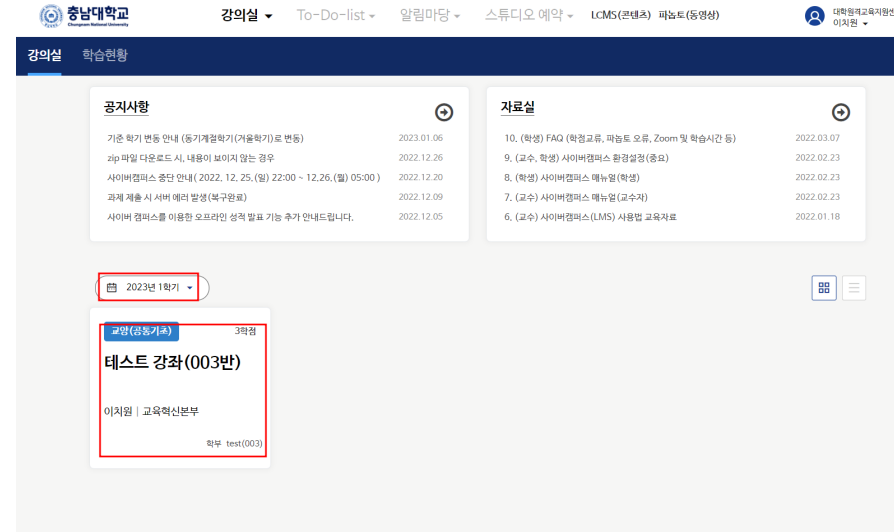 충남대학교
Chungnam National University
강의실 To-Do-list 알림마당 스튜디오 예약 LCMS(콘텐츠) 파놉토(동영상)
대학원격교육지원센
이치원
강의실 학습현황
공지사항
기준 학기 변동 안내 (동기계절학기(겨울학기)로 변동) 2023.01.06
zip 파일 다운로드 시, 내용이 보이지 않는 경우 2022.12.26
사이버캠퍼스 중단 안내( 2022, 12, 25,(일) 22:00 ~ 12,26,(월) 05:00 ) 2022.12.20
과제 제출 시 서버 에러 발생(복구완료) 2022.12.09
사이버 캠퍼스를 이용한 오프라인 성적 발표 기능 추가 안내드립니다. 2022.12.05
자료실
10, (학생) FAQ (학점교류, 파놉토 오류, Zoom 및 학습시간 등) 2022.03.07
9, (교수, 학생) 사이버캠퍼스 환경설정(중요) 2022.02.23
8, (학생) 사이버캠퍼스 매뉴얼(학생) 2022.02.23
7, (교수) 사이버캠퍼스 매뉴얼(교수자) 2022.02.23
6, (교수) 사이버캠퍼스(LMS) 사용법 교육자료 2022.01.18
2023년 1학기
교양(공통기초) 3학점
테스트 강좌(003반)
이치원 | 교육혁신본부
학부 test(003)